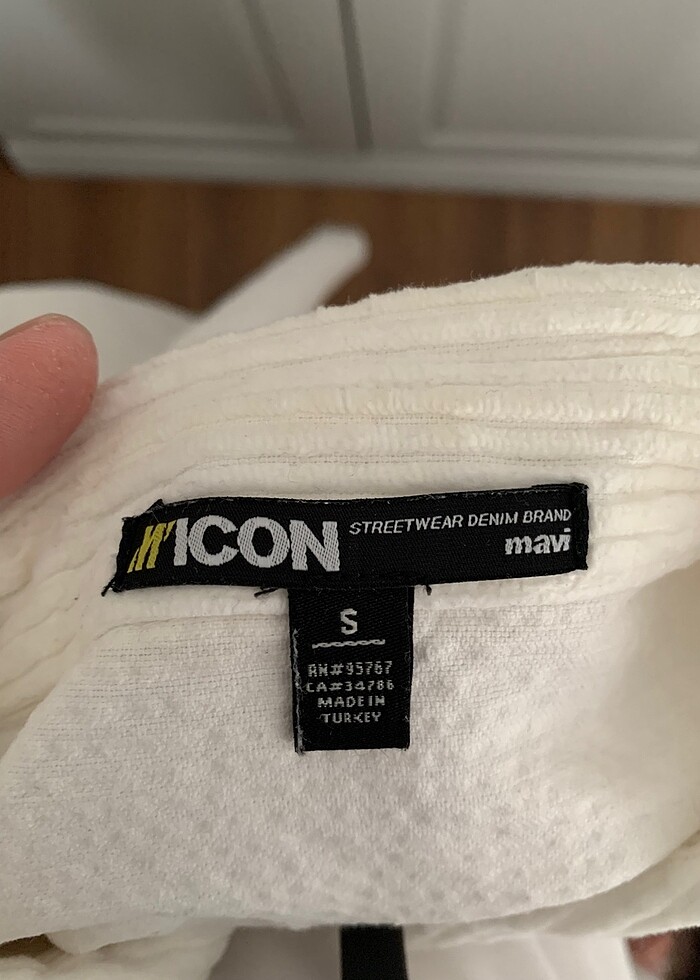 M'ICON STREETWEAR DENIM BRAND
mavi
S
RN#95767
CA#34786
MADE IN
TURKEY